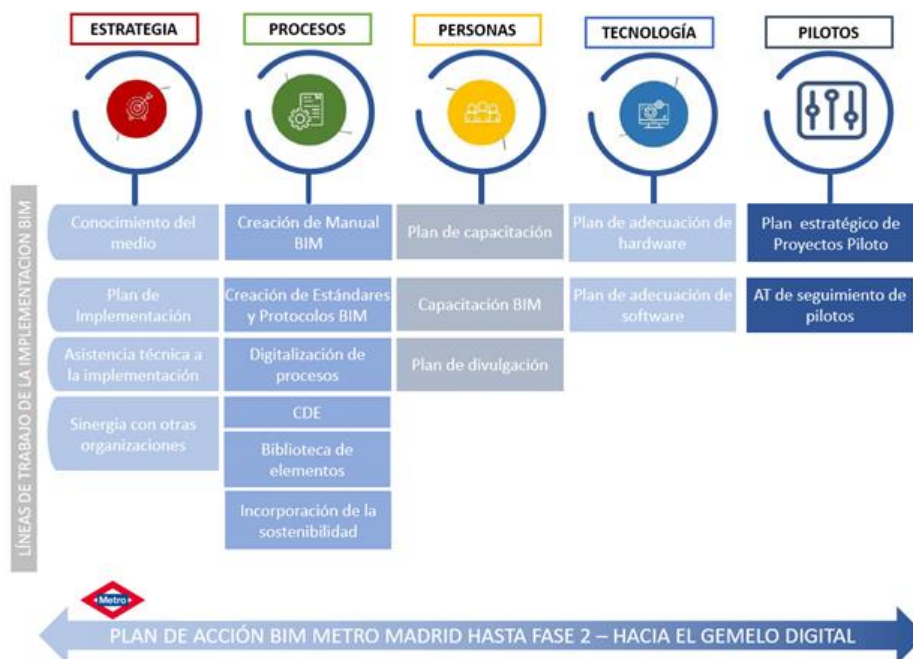 ESTRATEGIA
PROCESOS
PERSONAS
TECNOLOGÍA
PILOTOS
LÍNEAS DE TRABAJO DE LA IMPLEMENTACION BIM
Conocimiento del
medio
Plan de
Implementación
Asistencia técnica a
la implementación
Sinergia con otras
organizaciones
Creación de Manual
BIM
Creación de Estándares
y Protocolos BIM
Digitalización de
procesos
CDE
Biblioteca de
elementos
Incorporación de la
sostenibilidad
Plan de capacitación
Capacitación BIM
Plan de divulgación
Plan de adecuación de
hardware
Plan de adecuación de
software
Plan estratégico de
Proyectos Piloto
AT de seguimiento de
pilotos
Metro
PLAN DE ACCIÓN BIM METRO MADRID HASTA FASE 2 – HACIA EL GEMELO DIGITAL